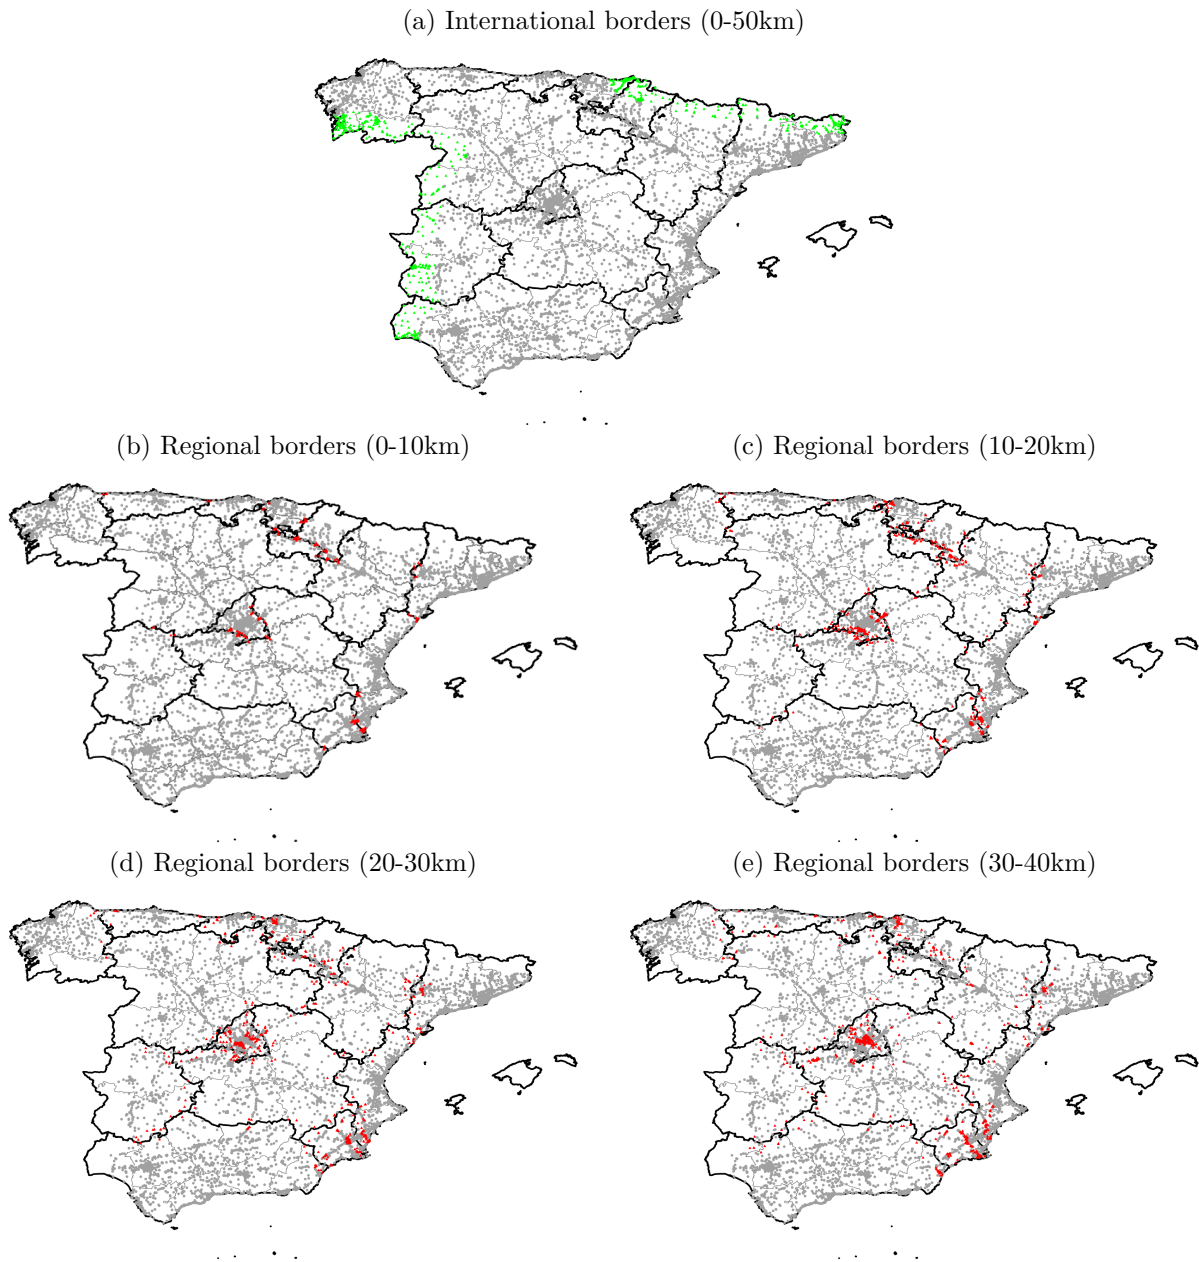 (a) International borders (0-50km)
(b) Regional borders (0-10km)
(c) Regional borders (10-20km)
(d) Regional borders (20-30km)
(e) Regional borders (30-40km)